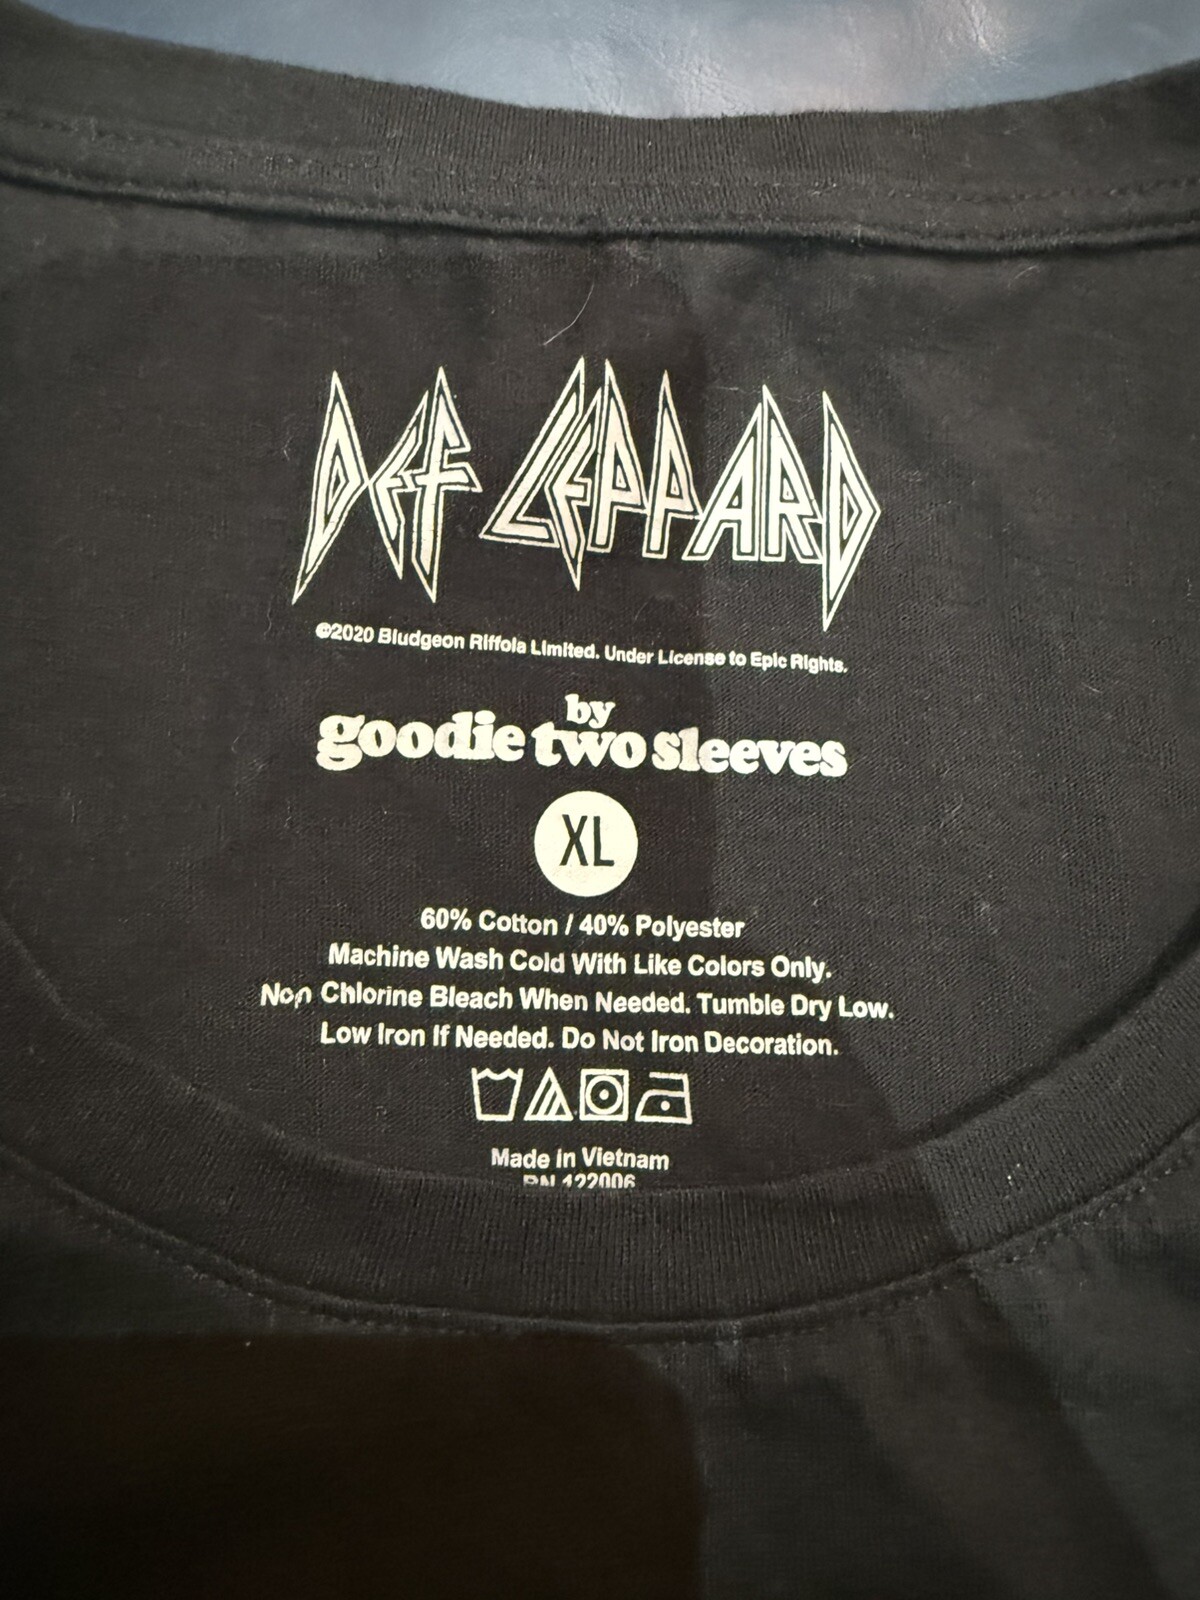 DEF LEPPARD
©2020 Bludgeon Riffola Limited. Under License to Epic Rights.
by
goodie two sleeves
XL
60% Cotton / 40% Polyester
Machine Wash Cold With Like Colors Only.
Non Chlorine Bleach When Needed. Tumble Dry Low.
Low Iron If Needed. Do Not Iron Decoration.
Made in Vietnam
RN 122006